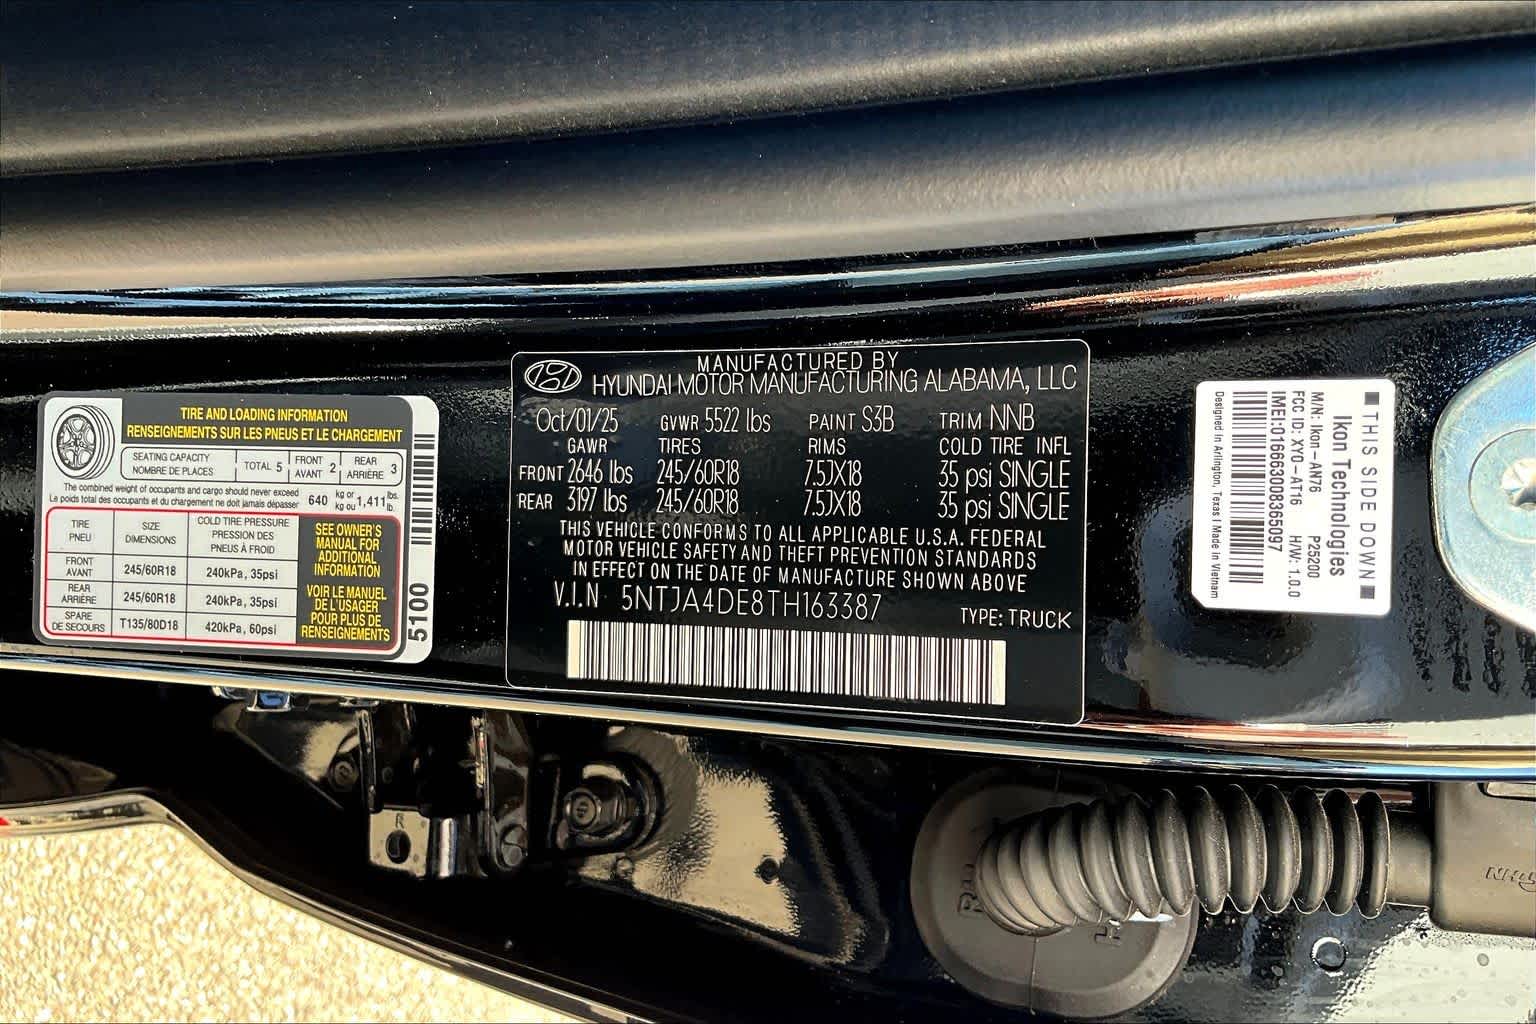 TIRE AND LOADING INFORMATION
RENSEIGNEMENTS SUR LES PNEUS ET LE CHARGEMENT
SEATING CAPACITY
NOMBRE DE PLACES
TOTAL 5
FRONT
AVANT 2
REAR
ARRIÈRE 3
The combined weight of occupants and cargo should never exceed
Le poids total des occupants et du chargement ne doit jamais dépasser
640 kg or 1,411 lbs.
kg ou lb.
TIRE
PNEU
SIZE
DIMENSIONS
COLD TIRE PRESSURE
PRESSION DES
PNEUS À FROID
FRONT
AVANT
245/60R18
240kPa, 35psi
REAR
ARRIÈRE
245/60R18
240kPa, 35psi
SPARE
DE SECOURS
T135/80D18
420kPa, 60psi
SEE OWNER'S
MANUAL FOR
ADDITIONAL
INFORMATION
VOIR LE MANUEL
DE L'USAGER
POUR PLUS DE
RENSEIGNEMENTS
5100
MANUFACTURED BY
HYUNDAI MOTOR MANUFACTURING ALABAMA, LLC
Oct/01/25 GVWR 5522 lbs PAINT S3B TRIM NNB
GAWR TIRES RIMS COLD TIRE INFL
FRONT 2646 lbs 245/60R18 7.5JX18 35 psi SINGLE
REAR 3197 lbs 245/60R18 7.5JX18 35 psi SINGLE
THIS VEHICLE CONFORMS TO ALL APPLICABLE U.S.A. FEDERAL
MOTOR VEHICLE SAFETY AND THEFT PREVENTION STANDARDS
IN EFFECT ON THE DATE OF MANUFACTURE SHOWN ABOVE
V.I.N 5NTJA4DE8TH163387 TYPE: TRUCK
THIS SIDE DOWN
Ikon Technologies
M/N: Ikon-AN76 P25200
FCC ID: XYO-AT16 H/W: 1.0.0
IMEI:016663008365097
Designed in Arlington, Texas | Made in Vietnam
R